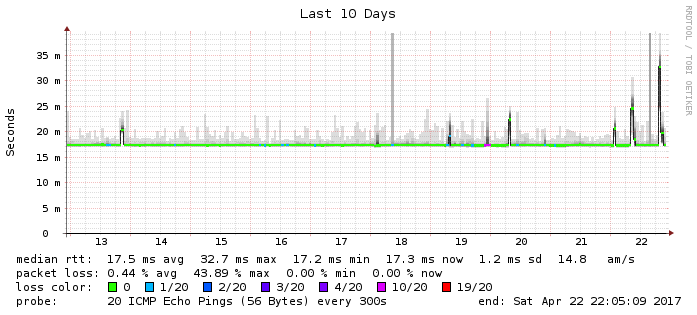 Last 10 Days
RRDTOOL / TOBI OETIKER
Seconds
35 m
30 m
25 m
20 m
15 m
10 m
5 m
0
13 14 15 16 17 18 19 20 21 22
median rtt: 17.5 ms avg 32.7 ms max 17.2 ms min 17.3 ms now 1.2 ms sd 14.8 am/s
packet loss: 0.44 % avg 43.89 % max 0.00 % min 0.00 % now
loss color: 0 1/20 2/20 3/20 4/20 10/20 19/20
probe: 20 ICMP Echo Pings (56 Bytes) every 300s end: Sat Apr 22 22:05:09 2017